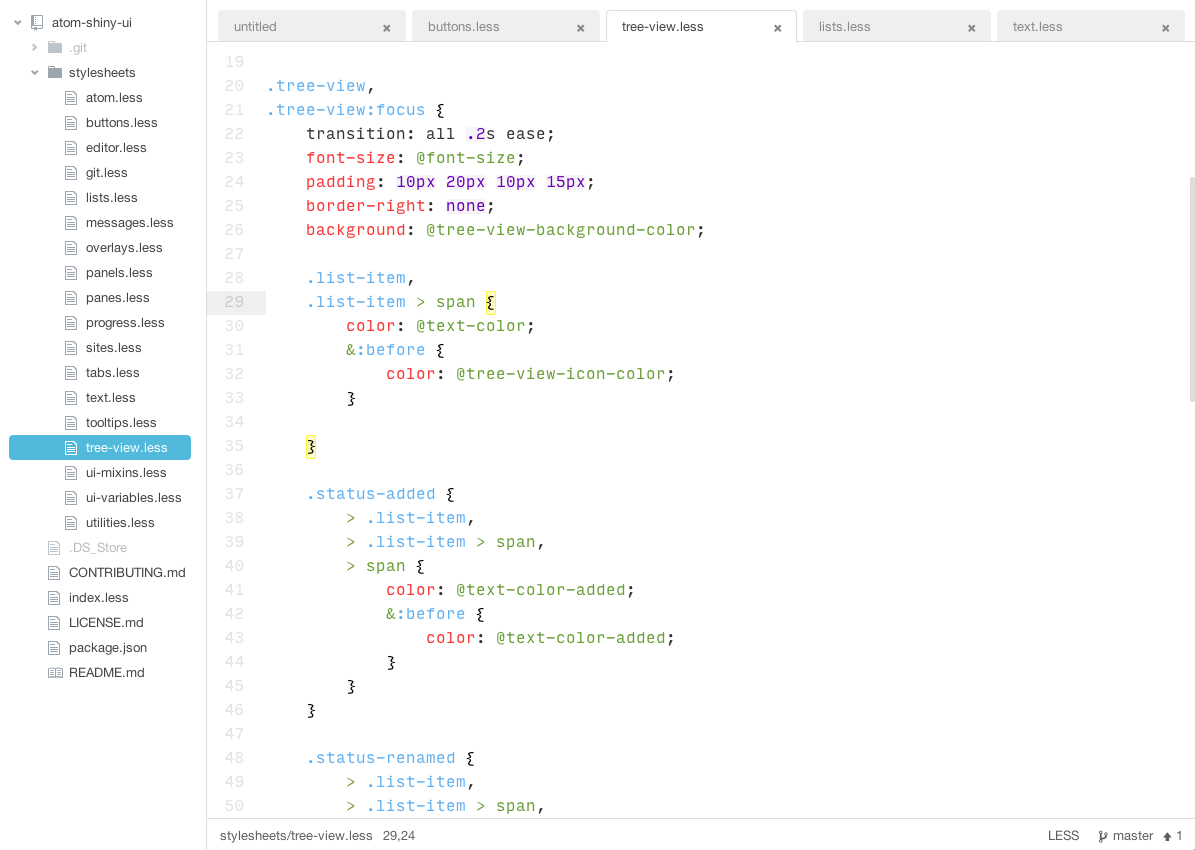 atom-shiny-ui
.git
stylesheets
atom.less
buttons.less
editor.less
git.less
lists.less
messages.less
overlays.less
panels.less
panes.less
progress.less
sites.less
tabs.less
text.less
tooltips.less
tree-view.less
ui-mixins.less
ui-variables.less
utilities.less
.DS_Store
CONTRIBUTING.md
index.less
LICENSE.md
package.json
README.md
untitled × buttons.less × tree-view.less × lists.less × text.less ×
19
20 .tree-view,
21 .tree-view:focus {
22     transition: all .2s ease;
23     font-size: @font-size;
24     padding: 10px 20px 10px 15px;
25     border-right: none;
26     background: @tree-view-background-color;
27
28     .list-item,
29     .list-item > span {
30         color: @text-color;
31         &:before {
32             color: @tree-view-icon-color;
33         }
34
35     }
36
37     .status-added {
38         > .list-item,
39         > .list-item > span,
40         > span {
41             color: @text-color-added;
42             &:before {
43                 color: @text-color-added;
44             }
45         }
46     }
47
48     .status-renamed {
49         > .list-item,
50         > .list-item > span,
stylesheets/tree-view.less 29,24 LESS master 1